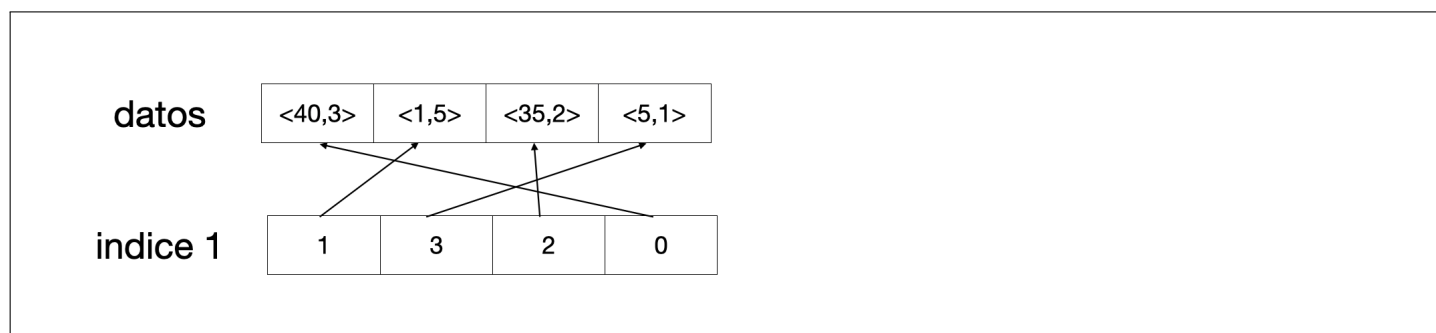 datos <40,3> <1,5> <35,2> <5,1>
indice 1 1 3 2 0